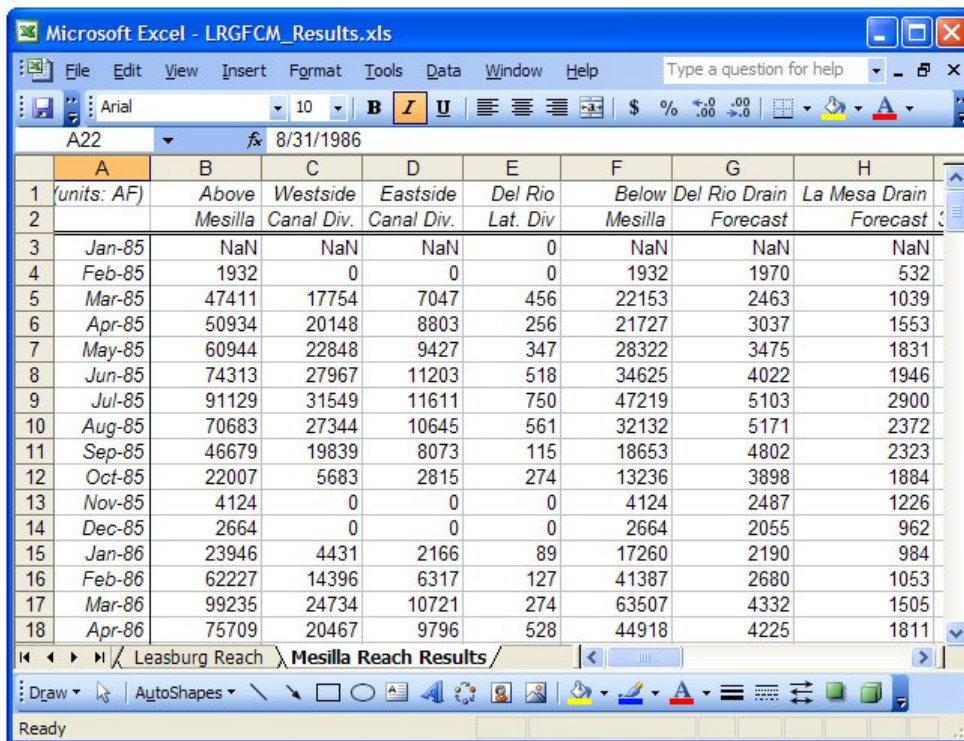 Microsoft Excel - LRGFCM_Results.xls
File Edit View Insert Format Tools Data Window Help Type a question for help
Arial 10 B I U $ % .00 .00 A
A22 fx 8/31/1986
A B C D E F G H
1 (units: AF) Above Westside Eastside Del Rio Below Del Rio Drain La Mesa Drain
2 Mesilla Canal Div. Canal Div. Lat. Div Mesilla Forecast Forecast
3 Jan-85 NaN NaN NaN 0 NaN NaN NaN
4 Feb-85 1932 0 0 0 1932 1970 532
5 Mar-85 47411 17754 7047 456 22153 2463 1039
6 Apr-85 50934 20148 8803 256 21727 3037 1553
7 May-85 60944 22848 9427 347 28322 3475 1831
8 Jun-85 74313 27967 11203 518 34625 4022 1946
9 Jul-85 91129 31549 11611 750 47219 5103 2900
10 Aug-85 70683 27344 10645 561 32132 5171 2372
11 Sep-85 46679 19839 8073 115 18653 4802 2323
12 Oct-85 22007 5683 2815 274 13236 3898 1884
13 Nov-85 4124 0 0 0 4124 2487 1226
14 Dec-85 2664 0 0 0 2664 2055 962
15 Jan-86 23946 4431 2166 89 17260 2190 984
16 Feb-86 62227 14396 6317 127 41387 2680 1053
17 Mar-86 99235 24734 10721 274 63507 4332 1505
18 Apr-86 75709 20467 9796 528 44918 4225 1811
Leasburg Reach Mesilla Reach Results
Draw AutoShapes A A
Ready